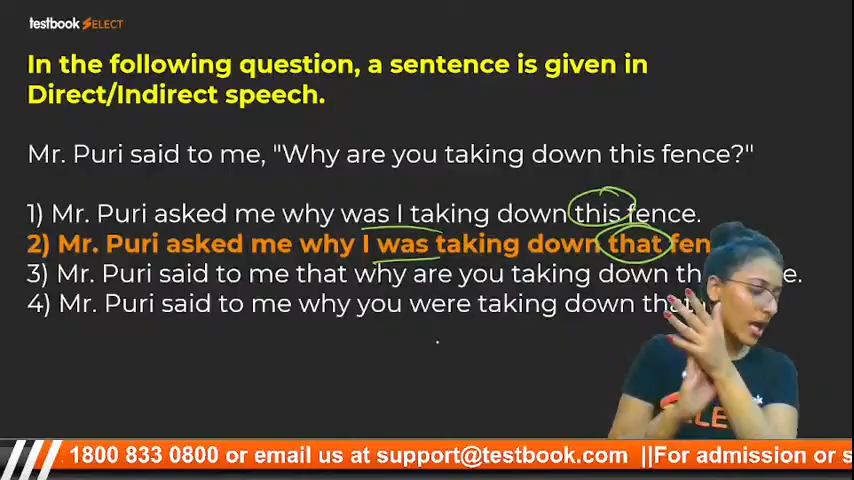 testbook SELECT
In the following question, a sentence is given in
Direct/Indirect speech.
Mr. Puri said to me, "Why are you taking down this fence?"
1) Mr. Puri asked me why was I taking down this fence.
2) Mr. Puri asked me why I was taking down that fen
3) Mr. Puri said to me that why are you taking down th e.
4) Mr. Puri said to me why you were taking down that
1800 833 0800 or email us at support@testbook.com ||For admission or s